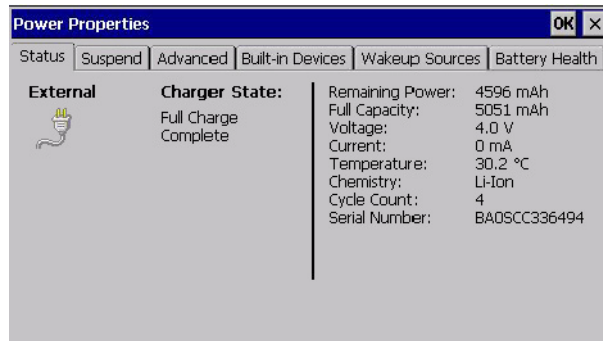 Power Properties OK ×
Status Suspend Advanced Built-in Devices Wakeup Sources Battery Health
External
Charger State:
Full Charge
Complete
Remaining Power: 4596 mAh
Full Capacity: 5051 mAh
Voltage: 4.0 V
Current: 0 mA
Temperature: 30.2 °C
Chemistry: Li-Ion
Cycle Count: 4
Serial Number: BA0SCC336494